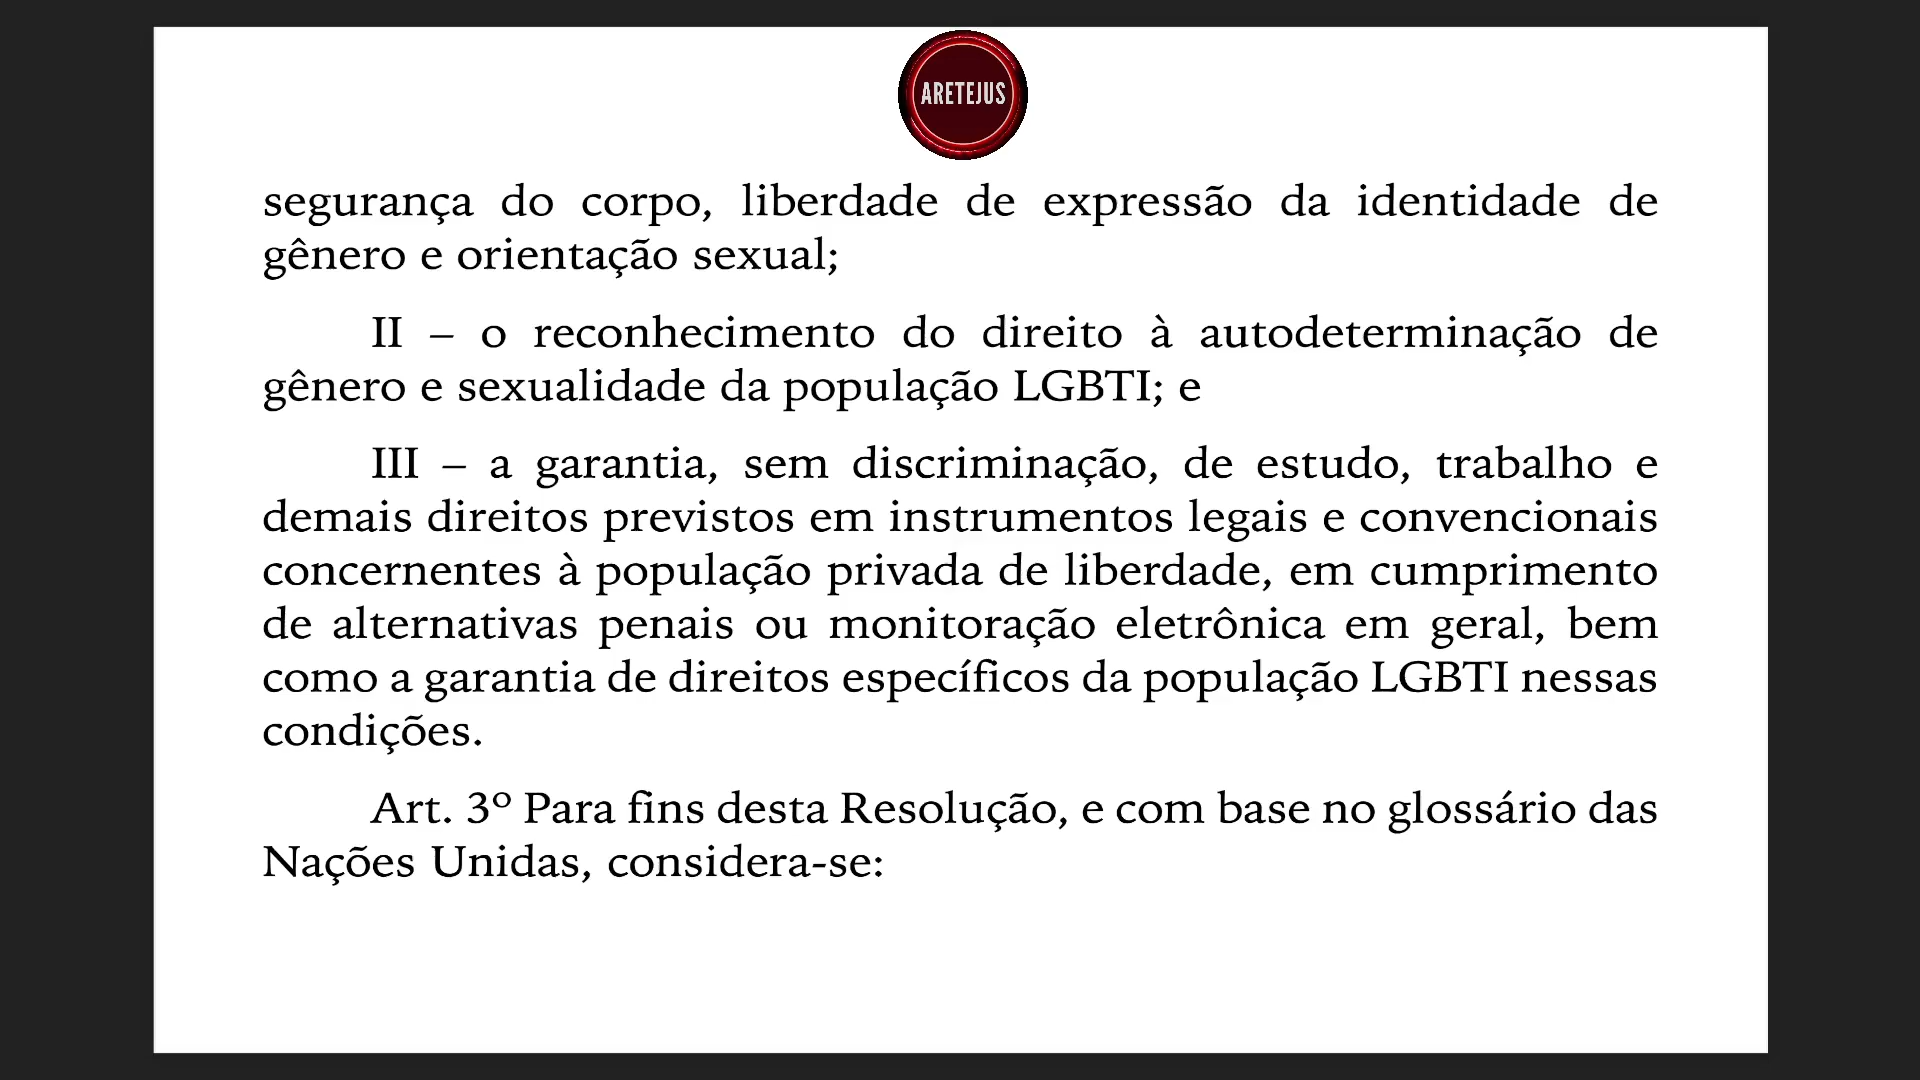 ARETEJUS
segurança do corpo, liberdade de expressão da identidade de
gênero e orientação sexual;
II – o reconhecimento do direito à autodeterminação de
gênero e sexualidade da população LGBTI; e
III – a garantia, sem discriminação, de estudo, trabalho e
demais direitos previstos em instrumentos legais e convencionais
concernentes à população privada de liberdade, em cumprimento
de alternativas penais ou monitoração eletrônica em geral, bem
como a garantia de direitos específicos da população LGBTI nessas
condições.
Art. 3º Para fins desta Resolução, e com base no glossário das
Nações Unidas, considera-se: